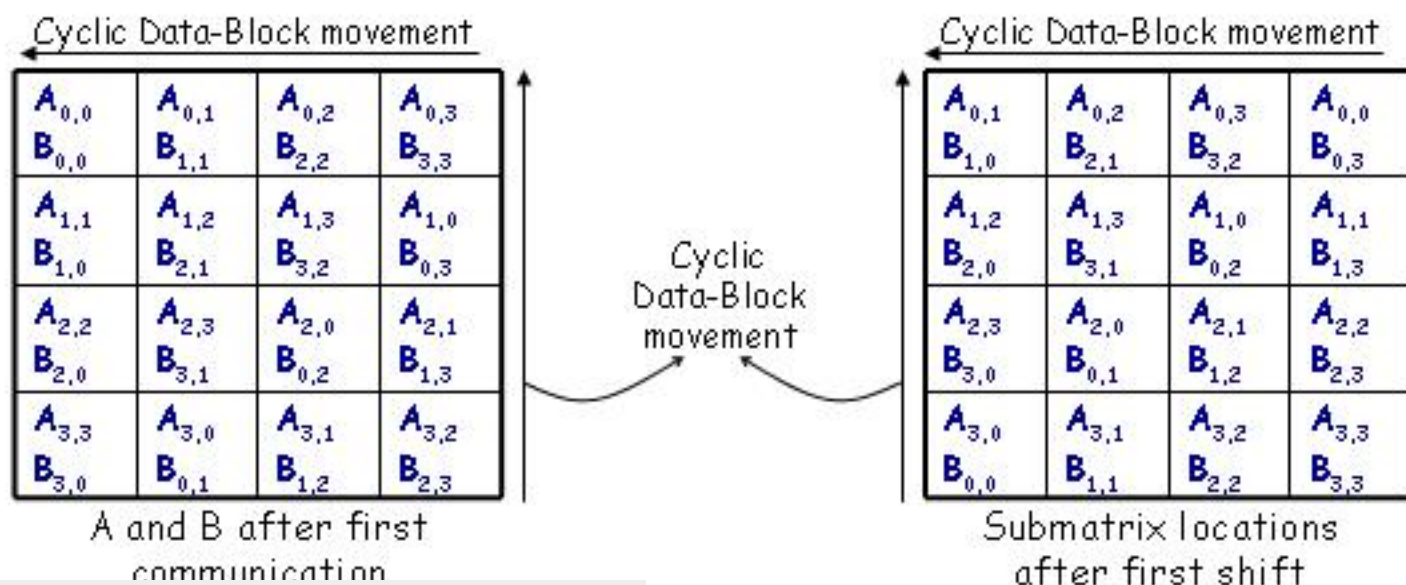 Cyclic Data-Block movement
A0,0 A0,1 A0,2 A0,3
B0,0 B1,1 B2,2 B3,3
A1,1 A1,2 A1,3 A1,0
B1,0 B2,1 B3,2 B0,3
A2,2 A2,3 A2,0 A2,1
B2,0 B3,1 B0,2 B1,3
A3,3 A3,0 A3,1 A3,2
B3,0 B0,1 B1,2 B2,3
A and B after first
communication
Cyclic
Data-Block
movement
Cyclic Data-Block movement
A0,1 A0,2 A0,3 A0,0
B1,0 B2,1 B3,2 B0,3
A1,2 A1,3 A1,0 A1,1
B2,0 B3,1 B0,2 B1,3
A2,3 A2,0 A2,1 A2,2
B3,0 B0,1 B1,2 B2,3
A3,0 A3,1 A3,2 A3,3
B0,0 B1,1 B2,2 B3,3
Submatrix locations
after first shift